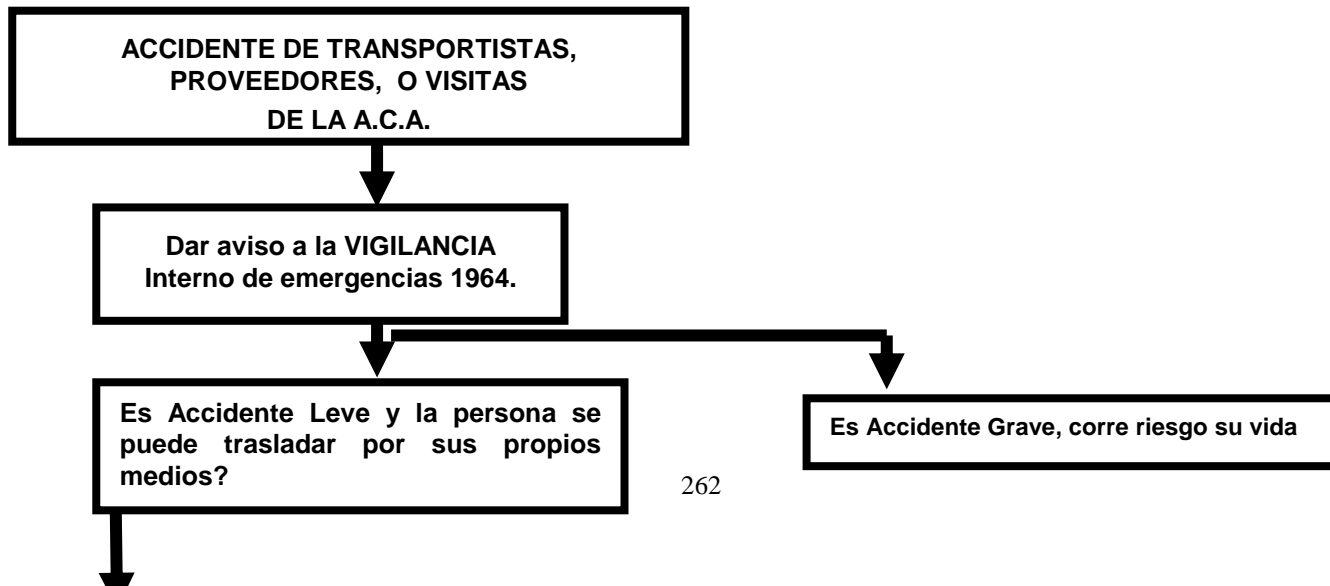 ACCIDENTE DE TRANSPORTISTAS,
PROVEEDORES, O VISITAS
DE LA A.C.A.
Dar aviso a la VIGILANCIA
Interno de emergencias 1964.
Es Accidente Leve y la persona se
puede trasladar por sus propios
medios?
Es Accidente Grave, corre riesgo su vida
262